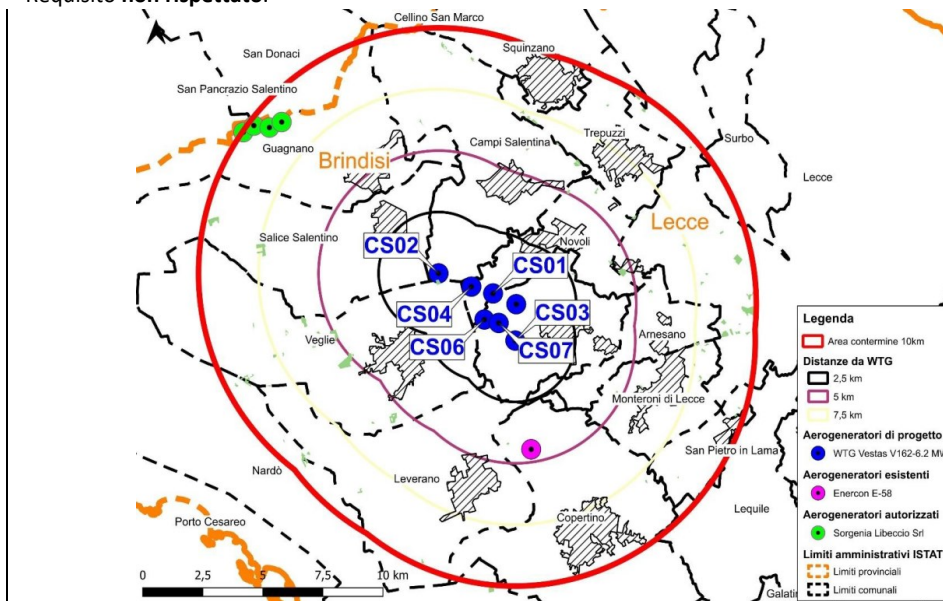 Requisito non rispettato.
Cellino San Marco
San Donaci
Squinzano
San Pancrazio Salentino
Guagnano
Brindisi
Campi Salentina
Trepuzzi
Surbo
Lecce
Lecce
Salice Salentino
CS02
Novoli
CS01
CS04
CS03
Veglie
CS06
CS07
Arnesano
Monteroni di Lecce
San Pietro in Lama
Nardò
Leverano
Lequile
Porto Cesareo
Copertino
Galatin
0 2,5 5 7,5 10 km
Legenda
Area contermine 10km
Distanze da WTG
2,5 km
5 km
7,5 km
Aerogeneratori di progetto
WTG Vestas V162-6.2 MW
Aerogeneratori esistenti
Enercon E-58
Aerogeneratori autorizzati
Sorgenia Libeccio Srl
Limiti amministrativi ISTAT
Limiti provinciali
Limiti comunali